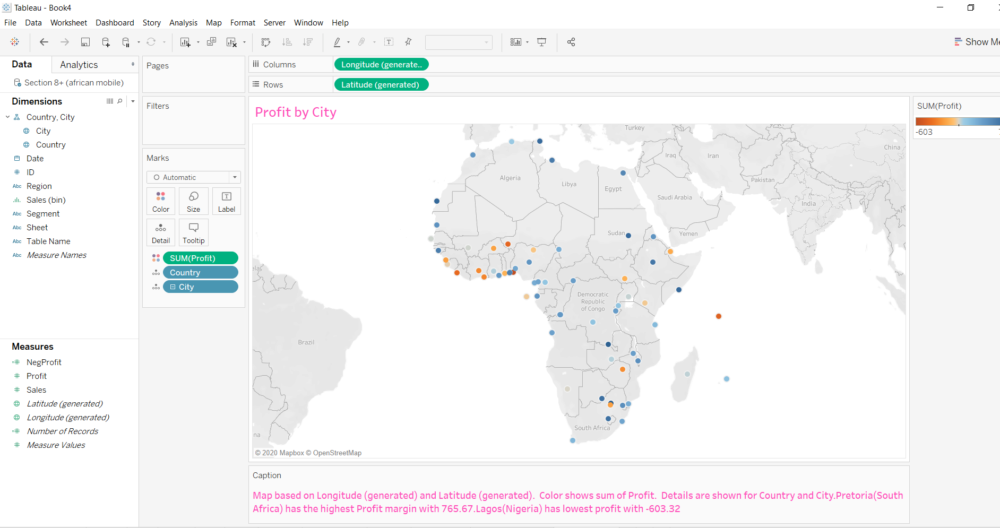 Tableau - Book4
File Data Worksheet Dashboard Story Analysis Map Format Server Window Help
Show Me
Data
Analytics
Section 8+ (african mobile)
Dimensions
Country, City
City
Country
Date
ID
Abc Region
Sales (bin)
Abc Segment
Abc Sheet
Abc Table Name
Abc Measure Names
Measures
NegProfit
Profit
Sales
Latitude (generated)
Longitude (generated)
Number of Records
Measure Values
Pages
Filters
Marks
Automatic
Color
Size
Label
Detail
Tooltip
SUM(Profit)
Country
City
Columns
Longitude (generate..
Rows
Latitude (generated)
Profit by City
Turkey
China
Iraq
Iran
Algeria
Libya
Egypt
Pakistan
Saudi Arabia
India
Sudan
Yemen
Democratic
Republic
of Congo
Brazil
South Africa
na
© 2020 Mapbox © OpenStreetMap
SUM(Profit)
-603
Caption
Map based on Longitude (generated) and Latitude (generated).  Color shows sum of Profit.  Details are shown for Country and City.Pretoria(South
Africa) has the highest Profit margin with 765.67.Lagos(Nigeria) has lowest profit with -603.32